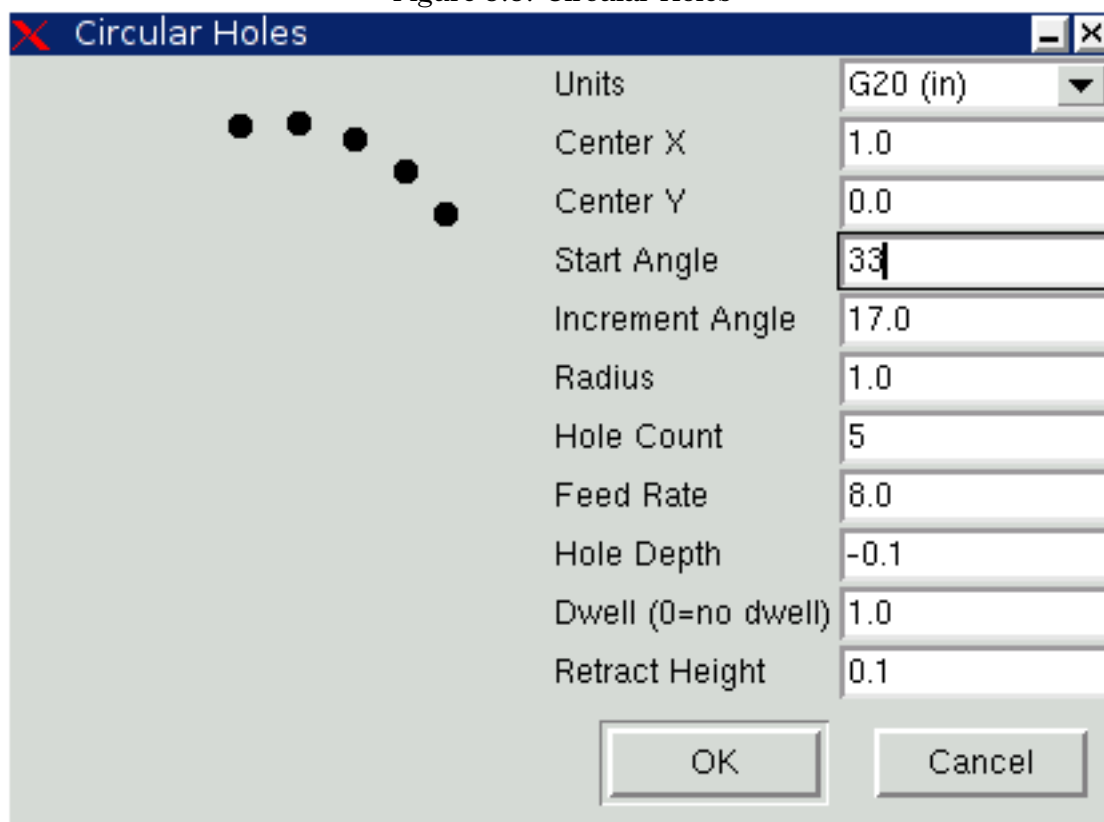 Circular Holes
Units G20 (in)
Center X 1.0
Center Y 0.0
Start Angle 33
Increment Angle 17.0
Radius 1.0
Hole Count 5
Feed Rate 8.0
Hole Depth -0.1
Dwell (0=no dwell) 1.0
Retract Height 0.1
OK Cancel